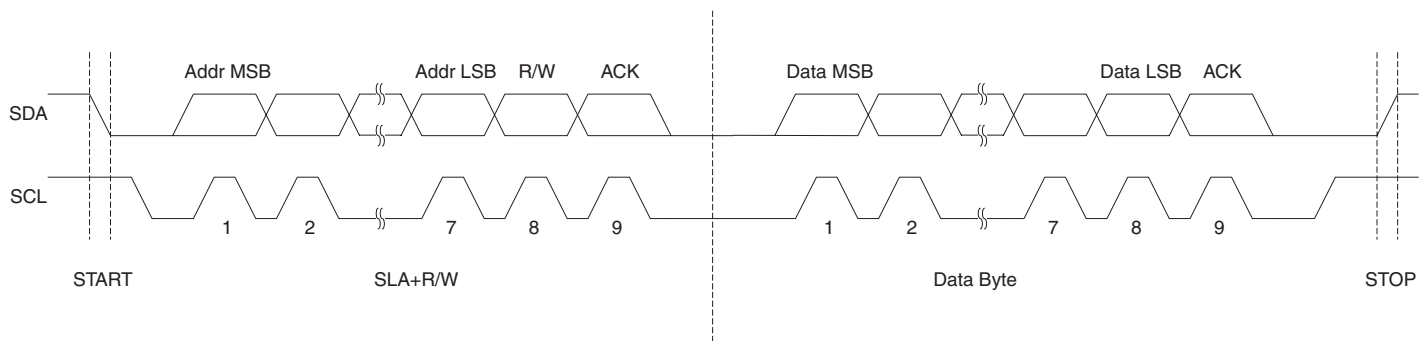 Addr MSB Addr LSB R/W ACK Data MSB Data LSB ACK
SDA
SCL
1 2 7 8 9 1 2 7 8 9
START SLA+R/W Data Byte STOP